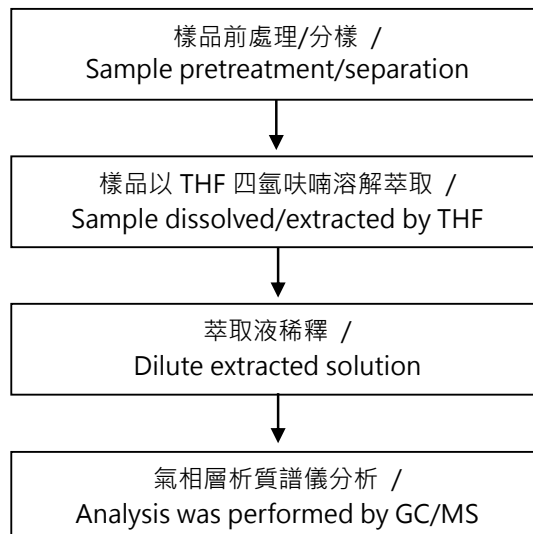 樣品前處理/分樣 /
Sample pretreatment/separation
樣品以 THF 四氫呋喃溶解萃取 /
Sample dissolved/extracted by THF
萃取液稀釋 /
Dilute extracted solution
氣相層析質譜儀分析 /
Analysis was performed by GC/MS